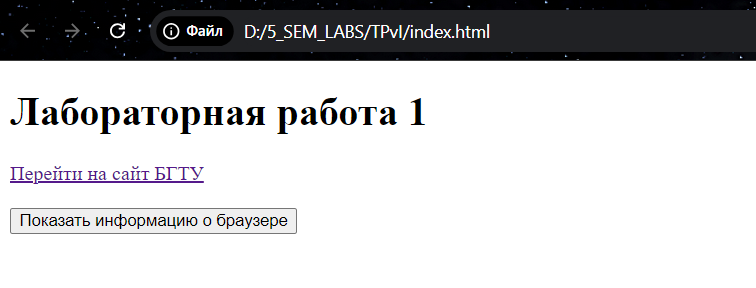 Файл D:/5_SEM_LABS/TPvI/index.html
Лабораторная работа 1
Перейти на сайт БГТУ
Показать информацию о браузере